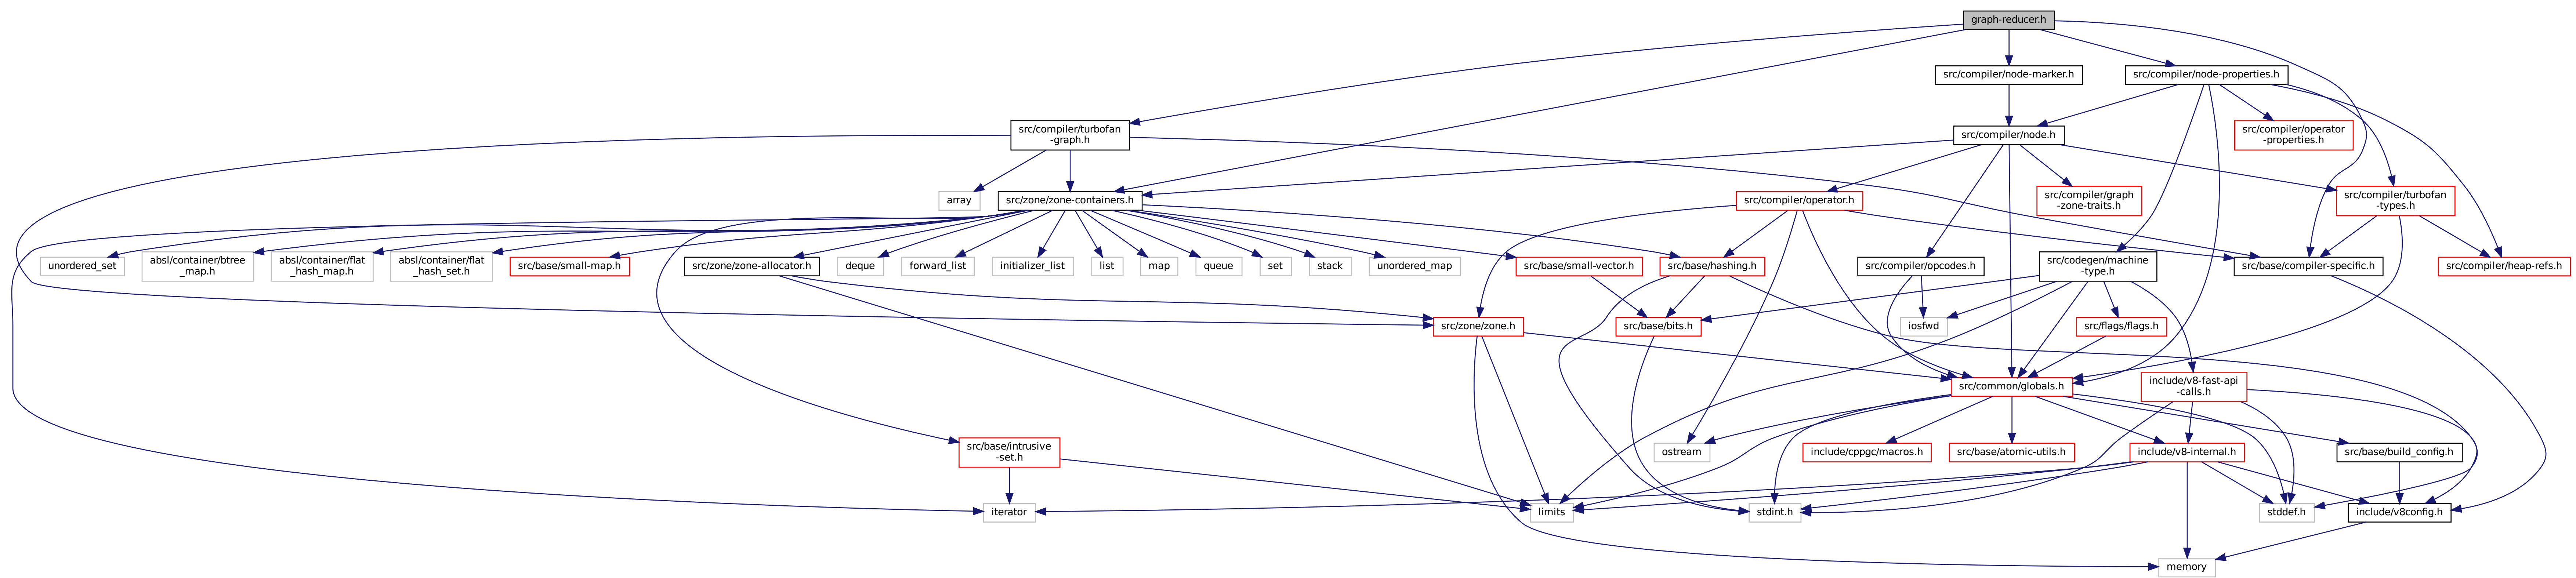 graph-reducer.h
src/compiler/node-marker.h
src/compiler/node-properties.h
src/compiler/turbofan
-graph.h
src/compiler/node.h
src/compiler/operator
-properties.h
array
src/zone/zone-containers.h
src/compiler/operator.h
src/compiler/graph
-zone-traits.h
src/compiler/turbofan
-types.h
unordered_set
absl/container/btree
_map.h
absl/container/flat
_hash_map.h
absl/container/flat
_hash_set.h
src/base/small-map.h
src/zone/zone-allocator.h
deque
forward_list
initializer_list
list
map
queue
set
stack
unordered_map
src/base/small-vector.h
src/base/hashing.h
src/compiler/opcodes.h
src/codegen/machine
-type.h
src/base/compiler-specific.h
src/compiler/heap-refs.h
src/zone/zone.h
src/base/bits.h
iosfwd
src/flags/flags.h
src/common/globals.h
include/v8-fast-api
-calls.h
src/base/intrusive
-set.h
ostream
include/cppgc/macros.h
src/base/atomic-utils.h
include/v8-internal.h
src/base/build_config.h
iterator
limits
stdint.h
stddef.h
include/v8config.h
memory